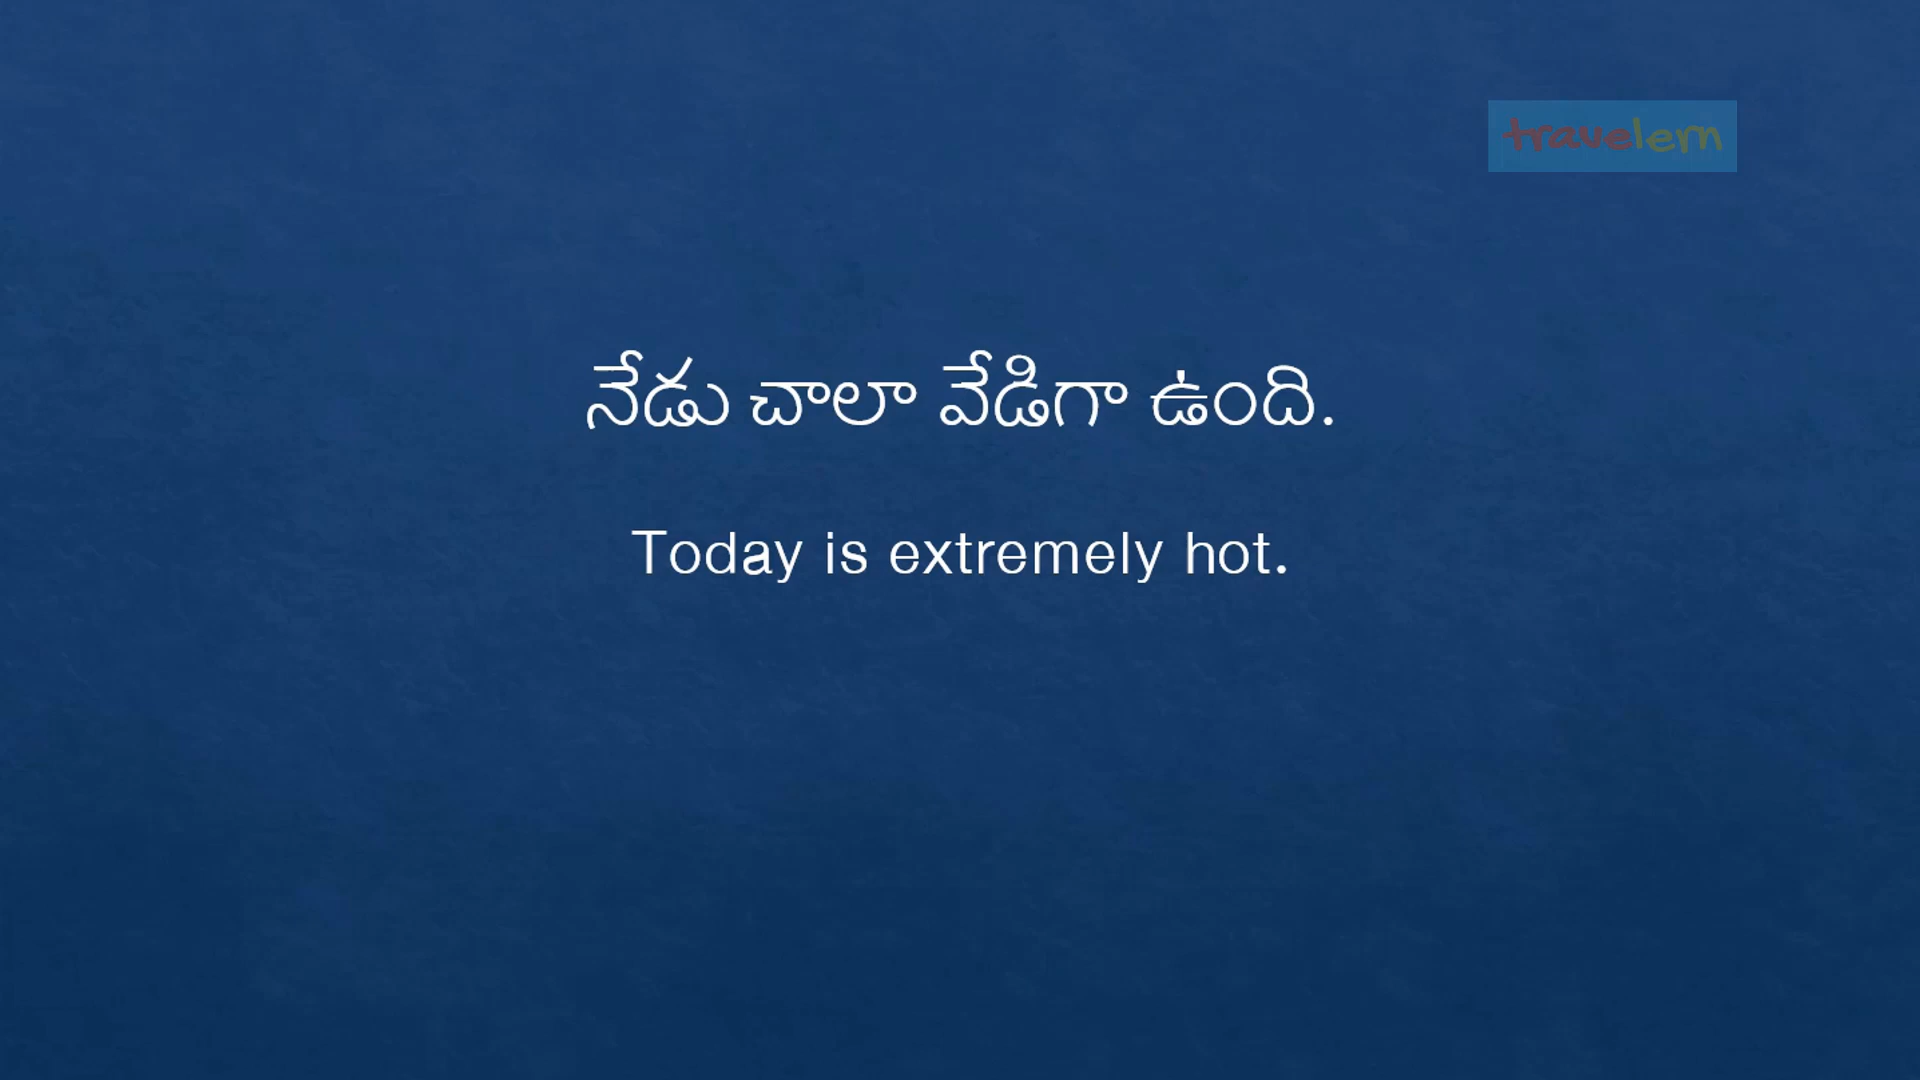 travelern
నేడు చాలా వేడిగా ఉంది.
Today is extremely hot.